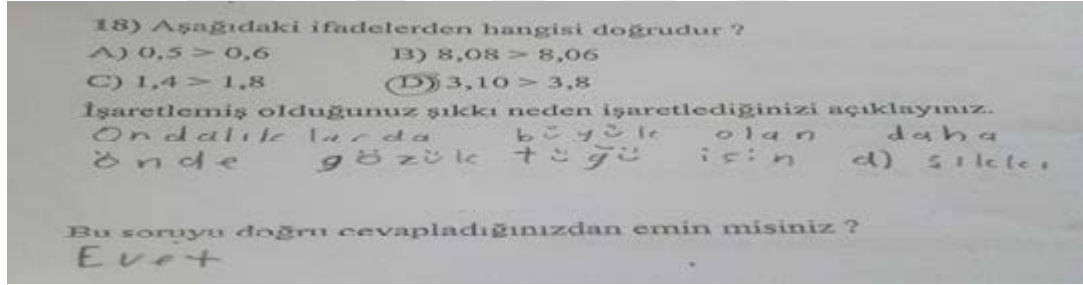 18) Aşağıdaki ifadelerden hangisi doğrudur ?
A) 0,5 > 0,6 B) 8,08 > 8,06
C) 1,4 > 1,8 D) 3,10 > 3,8
İşaretlemiş olduğunuz şıkkı neden işaretlediğinizi açıklayınız.
Ondalıklarda büyük olan daha
önde gözüktüğü için d) şıkkı
Bu soruyu doğru cevapladığınızdan emin misiniz ?
Evet